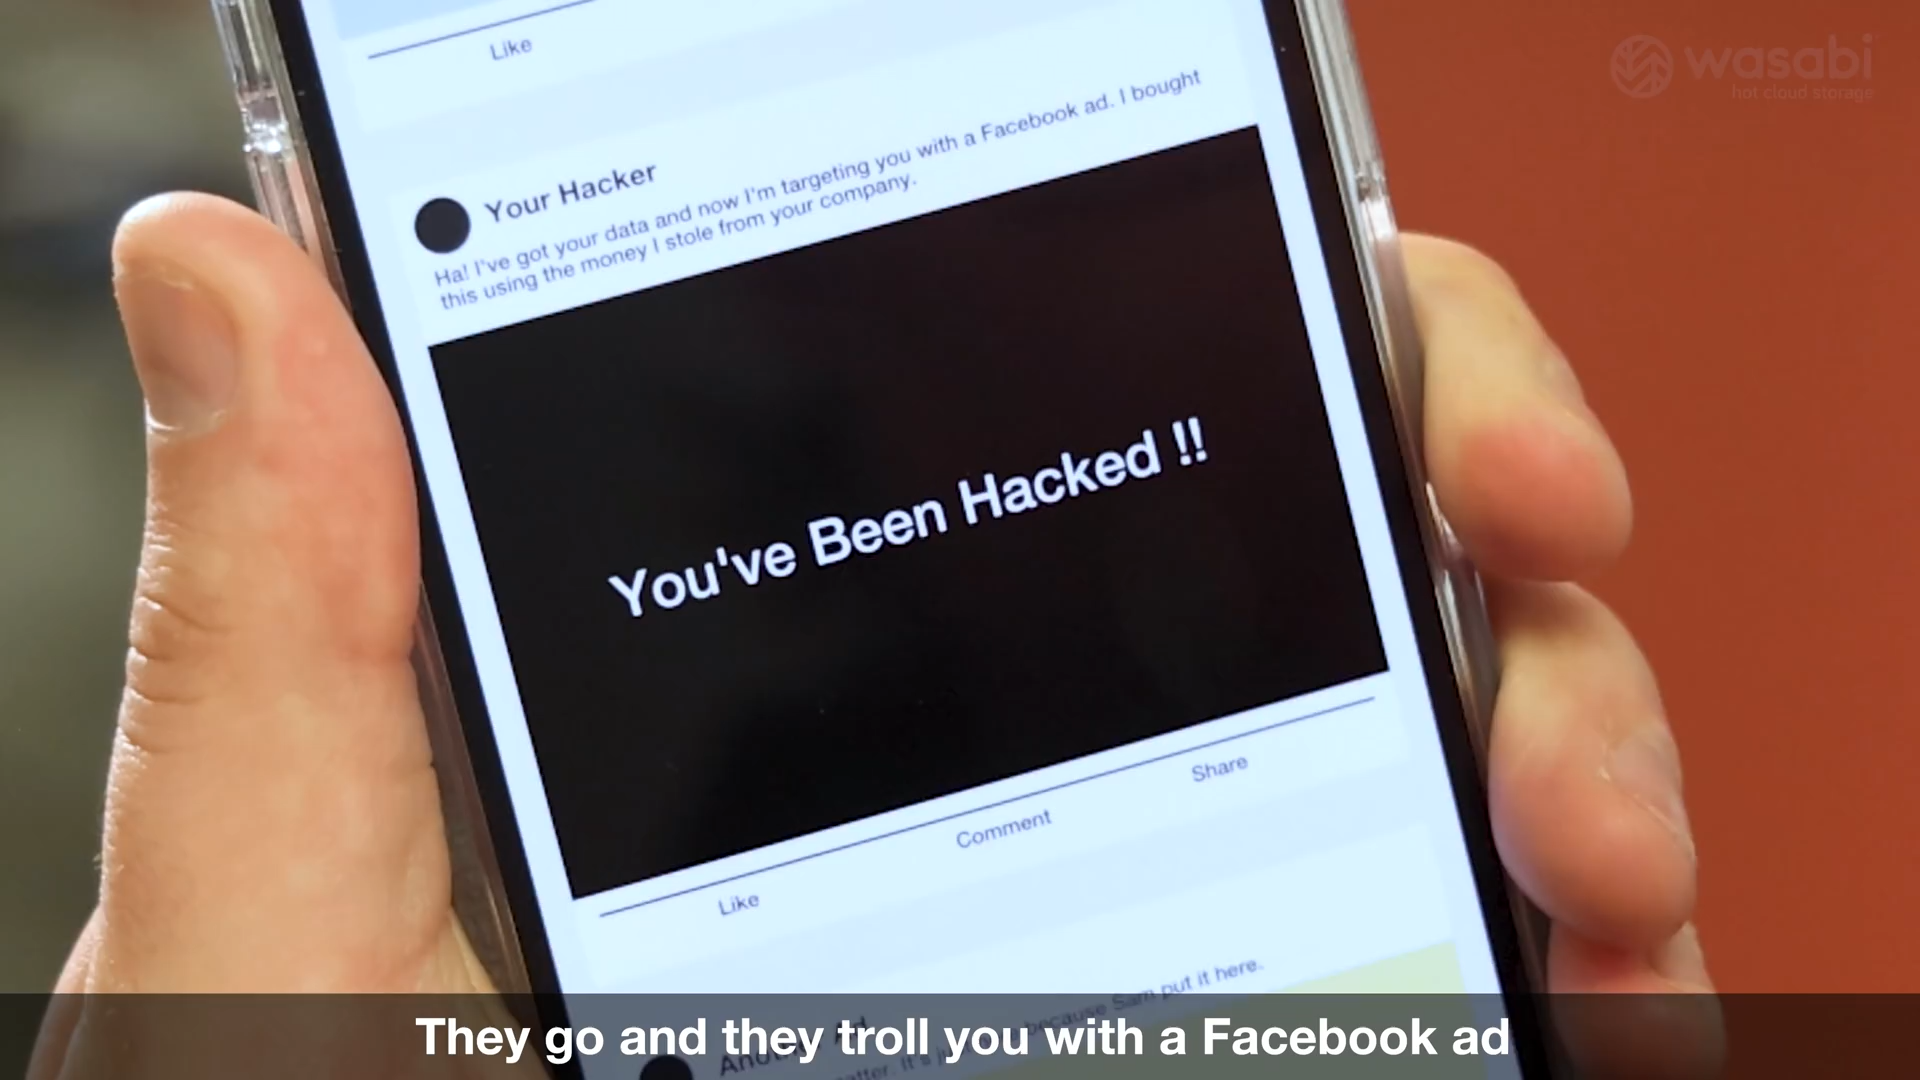 wasabi
hot cloud storage
Like
Your Hacker
Ha! I've got your data and now I'm targeting you with a Facebook ad. I bought
this using the money I stole from your company.
You've Been Hacked !!
Like
Comment
Share
because Sam put it here.
They go and they troll you with a Facebook ad